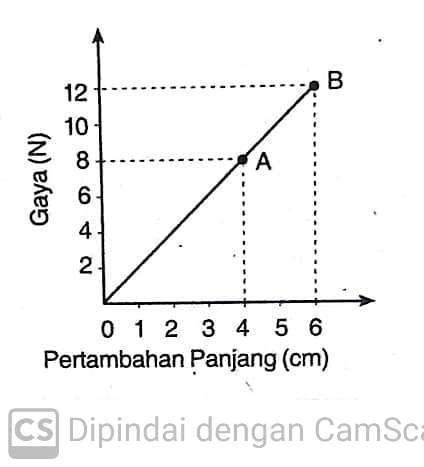 B
12
10
8
A
6
4
2
Gaya (N)
0 1 2 3 4 5 6
Pertambahan Panjang (cm)
CS Dipindai dengan CamSca